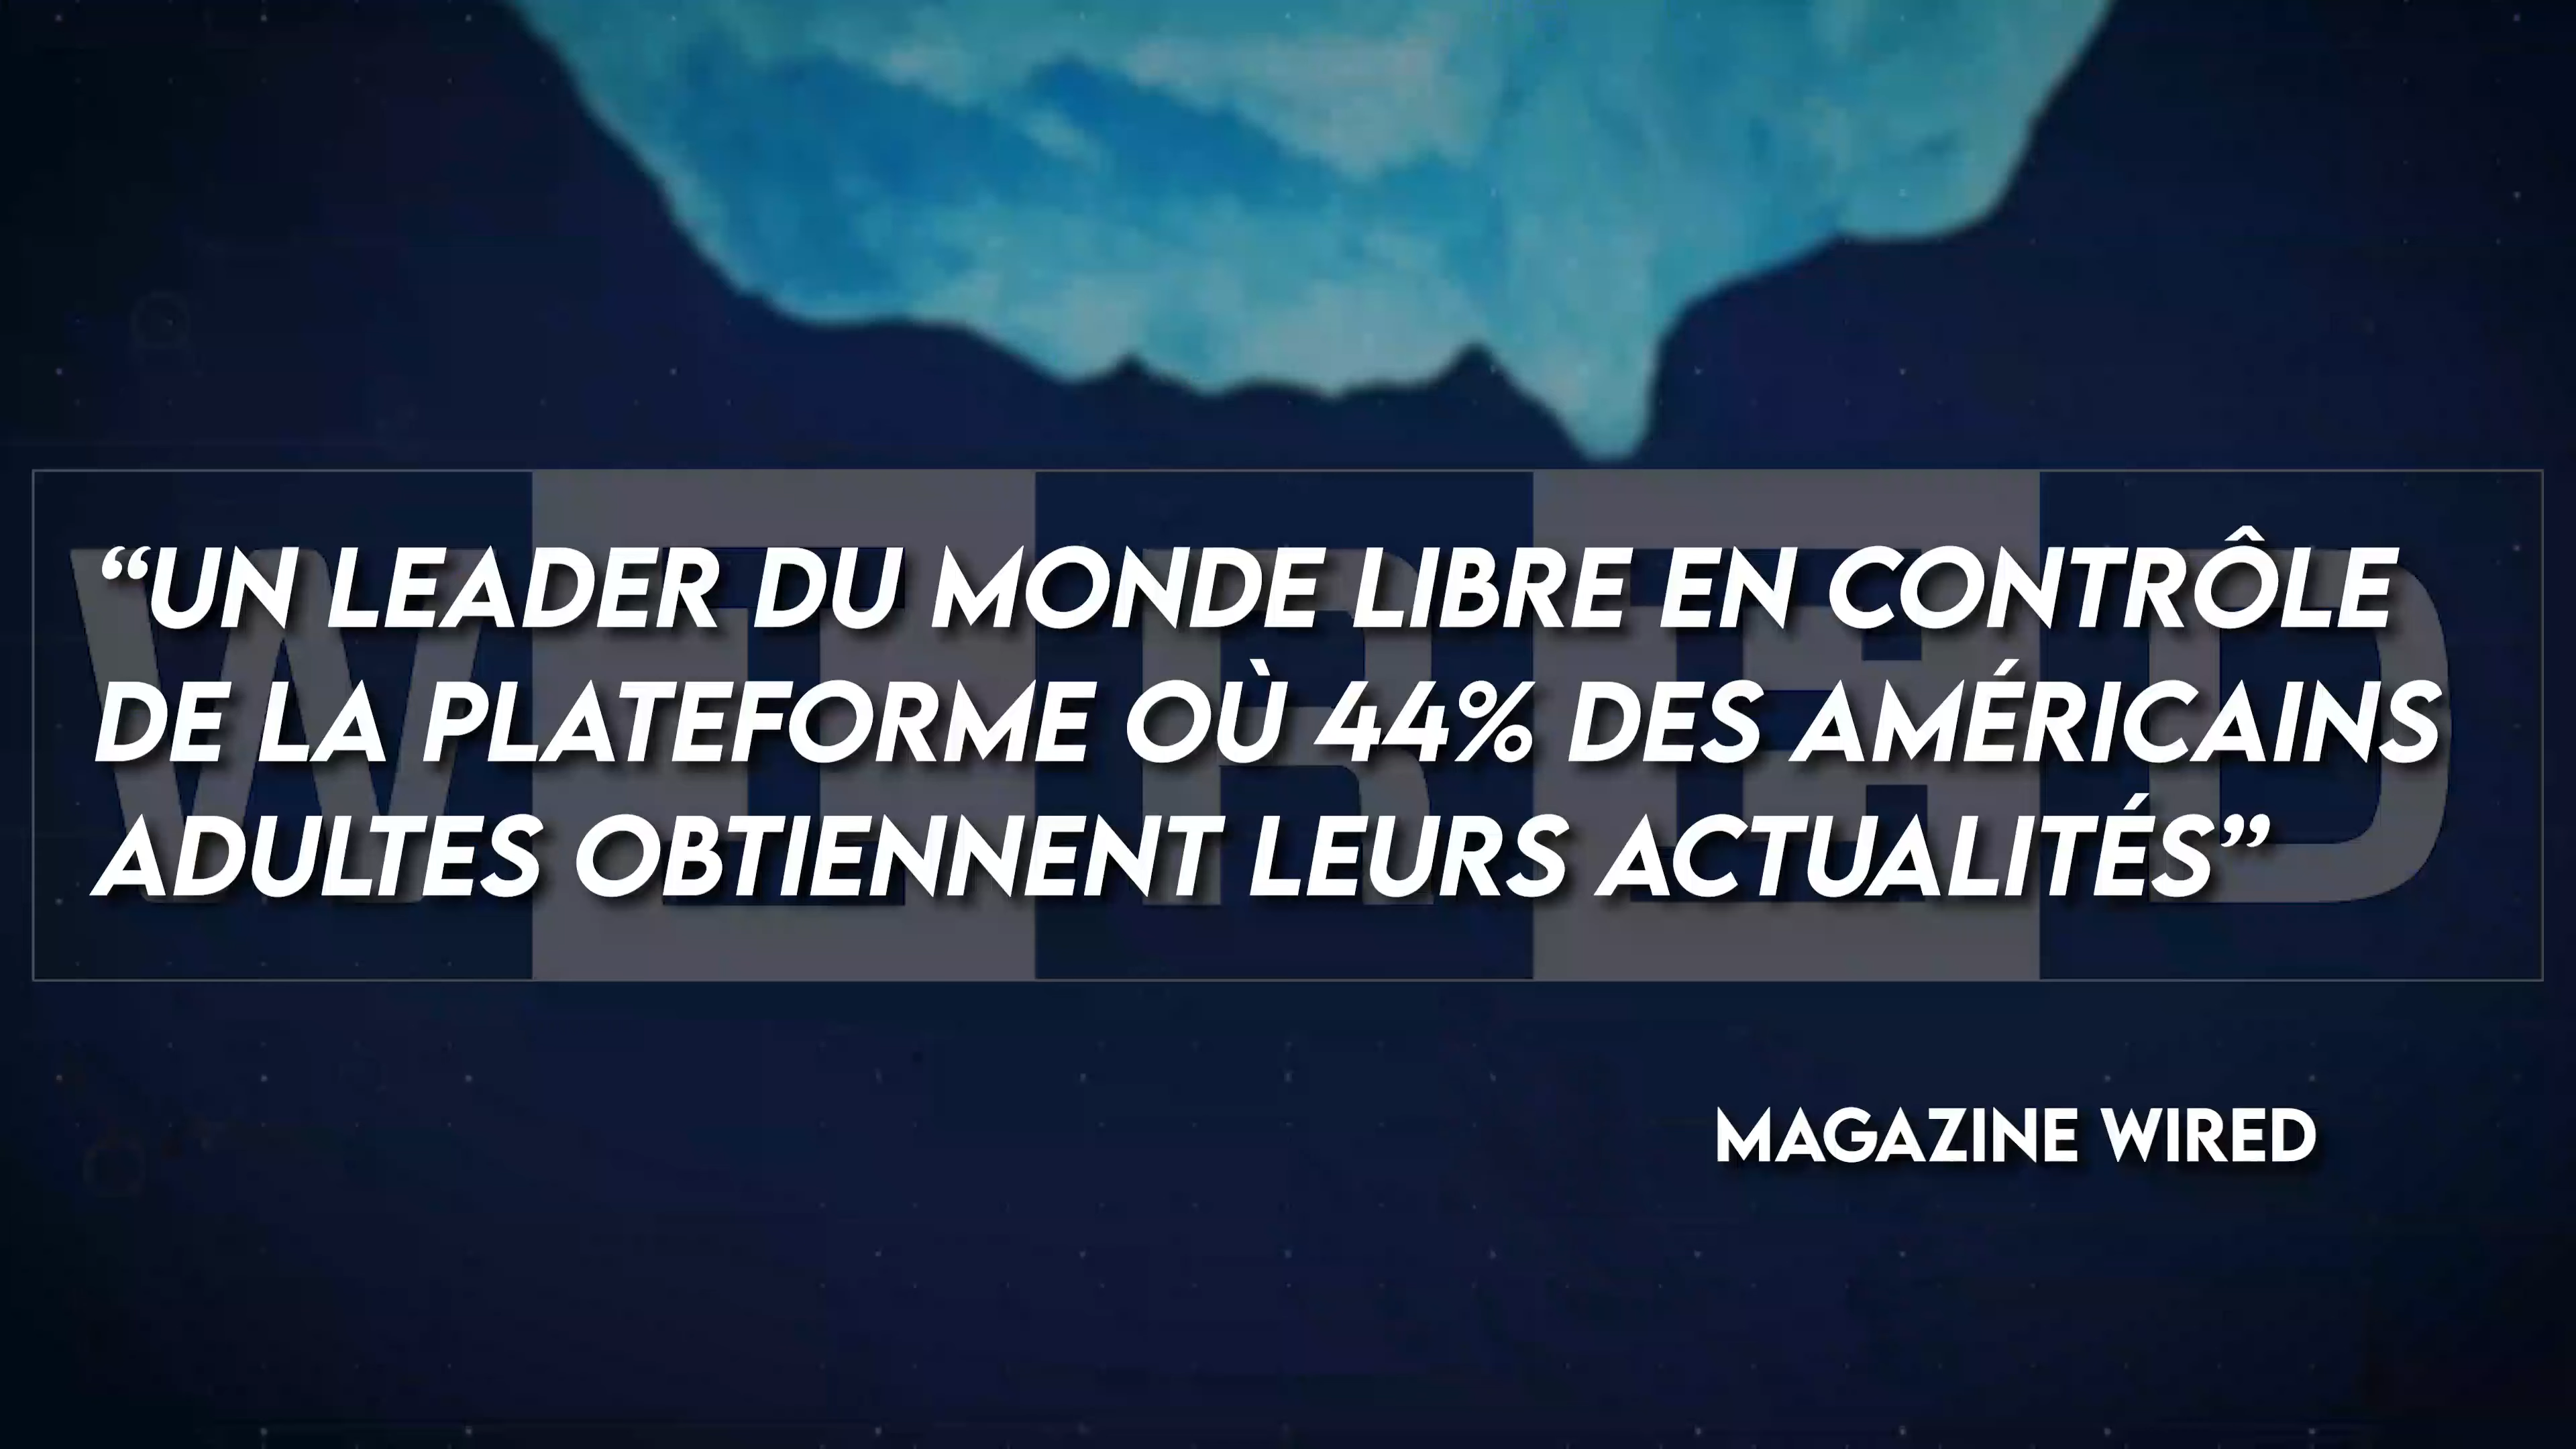 “UN LEADER DU MONDE LIBRE EN CONTRÔLE
DE LA PLATEFORME OÙ 44% DES AMÉRICAINS
ADULTES OBTIENNENT LEURS ACTUALITÉS”
WIRED
MAGAZINE WIRED